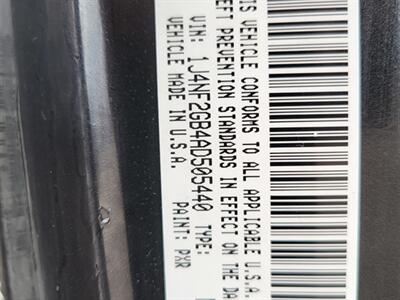 IS VEHICLE CONFORMS TO ALL APPLICABLE U.S.A.
EFT PREVENTION STANDARDS IN EFFECT ON THE DA
VIN: 1J4NF2GB4AD505440 TYPE:
VEHICLE MADE IN U.S.A. PAINT: PXR